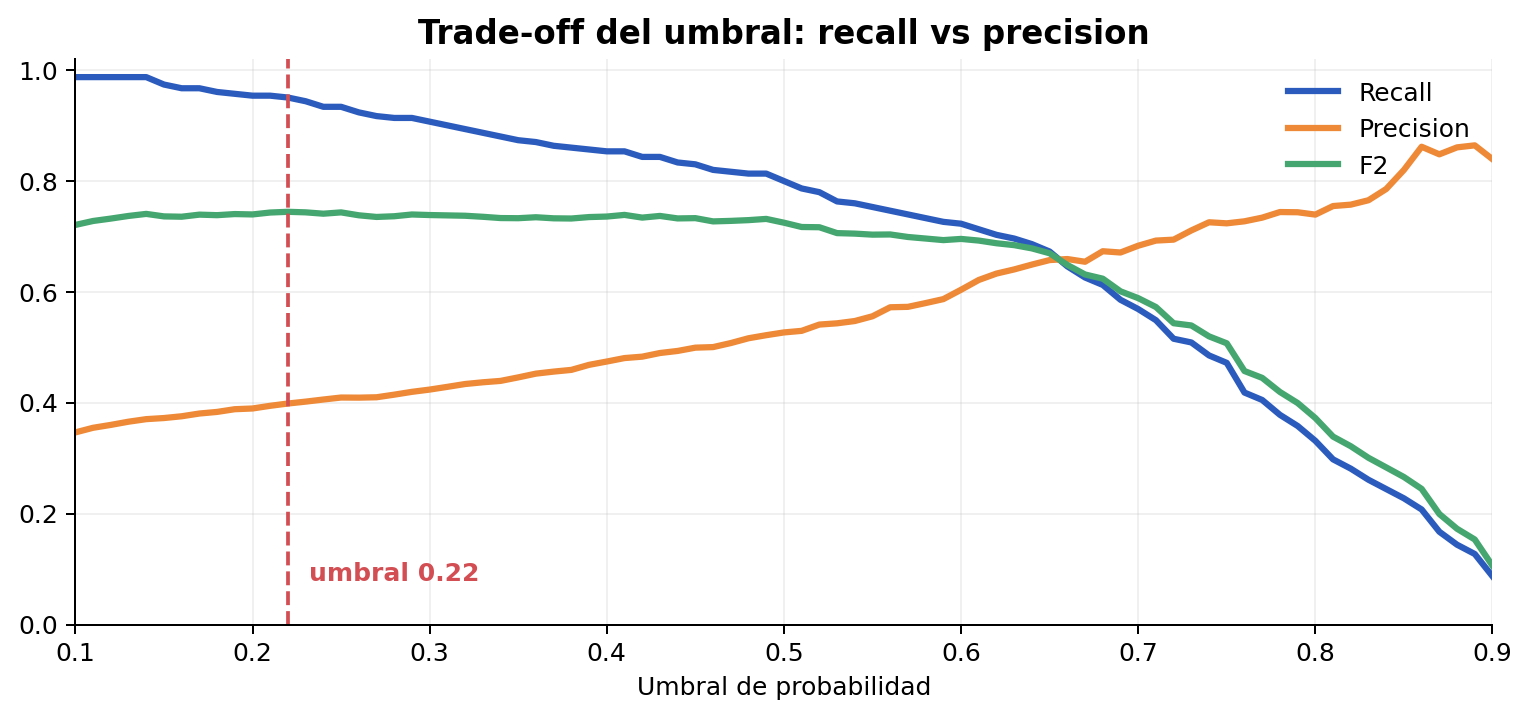 Trade-off del umbral: recall vs precision
1.0
0.8
0.6
0.4
0.2
0.0
Recall
Precision
F2
umbral 0.22
0.1 0.2 0.3 0.4 0.5 0.6 0.7 0.8 0.9
Umbral de probabilidad